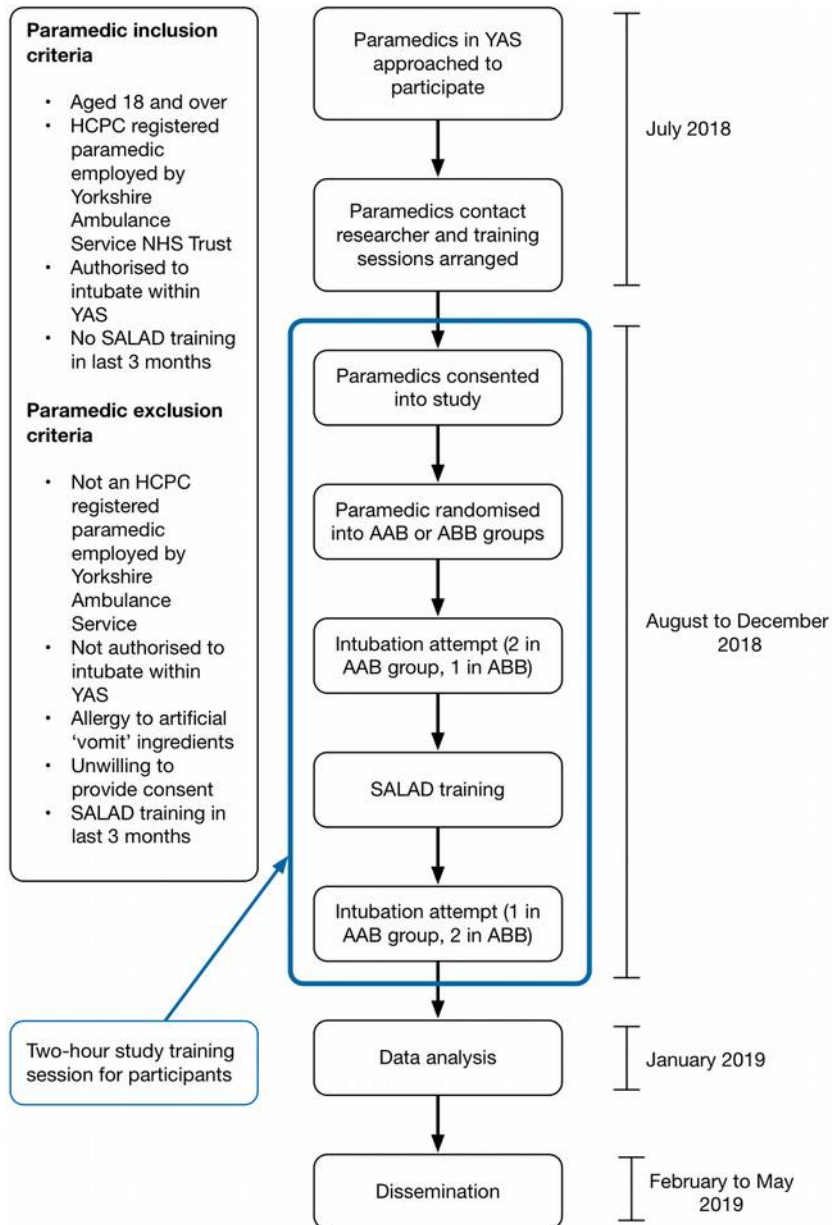 Paramedic inclusion
criteria
• Aged 18 and over
• HCPC registered
paramedic
employed by
Yorkshire
Ambulance
Service NHS Trust
• Authorised to
intubate within
YAS
• No SALAD training
in last 3 months
Paramedic exclusion
criteria
• Not an HCPC
registered
paramedic
employed by
Yorkshire
Ambulance
Service
• Not authorised to
intubate within
YAS
• Allergy to artificial
‘vomit’ ingredients
• Unwilling to
provide consent
• SALAD training in
last 3 months
Two-hour study training
session for participants
Paramedics in YAS
approached to
participate
Paramedics contact
researcher and training
sessions arranged
July 2018
Paramedics consented
into study
Paramedic randomised
into AAB or ABB groups
Intubation attempt (2 in
AAB group, 1 in ABB)
SALAD training
Intubation attempt (1 in
AAB group, 2 in ABB)
August to December
2018
Data analysis
January 2019
Dissemination
February to May
2019